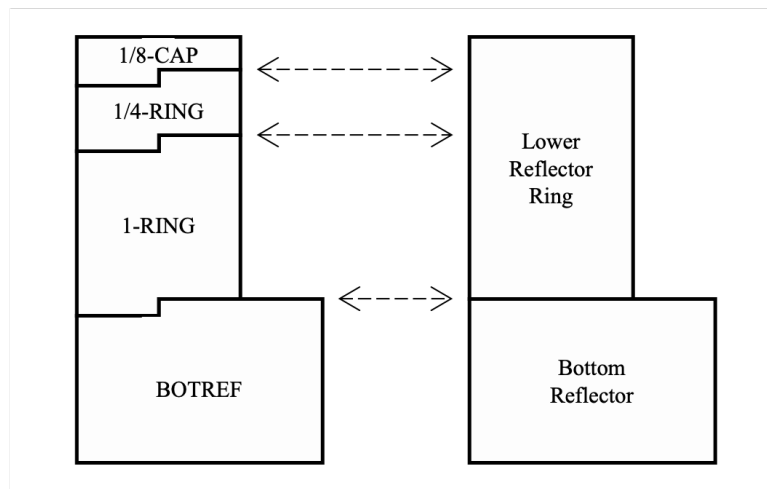 1/8-CAP
1/4-RING
1-RING
BOTREF
Lower
Reflector
Ring
Bottom
Reflector